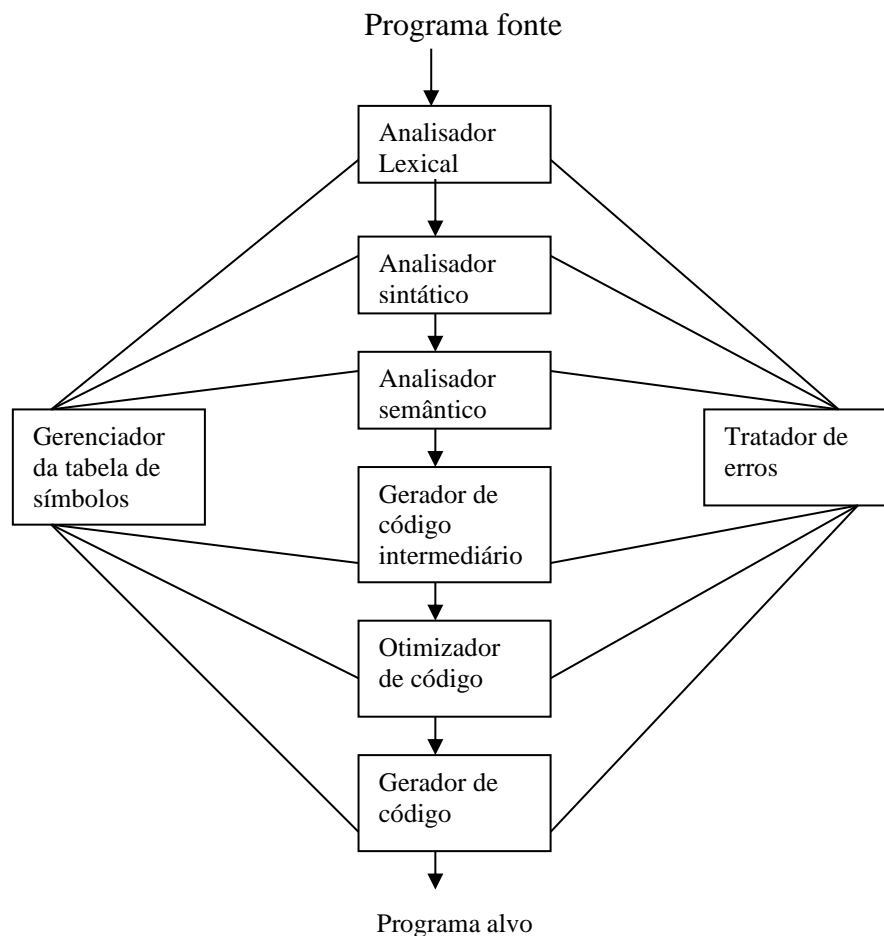 Programa fonte
Analisador
Lexical
Analisador
sintático
Analisador
semântico
Gerenciador
da tabela de
símbolos
Tratador de
erros
Gerador de
código
intermediário
Otimizador
de código
Gerador de
código
Programa alvo